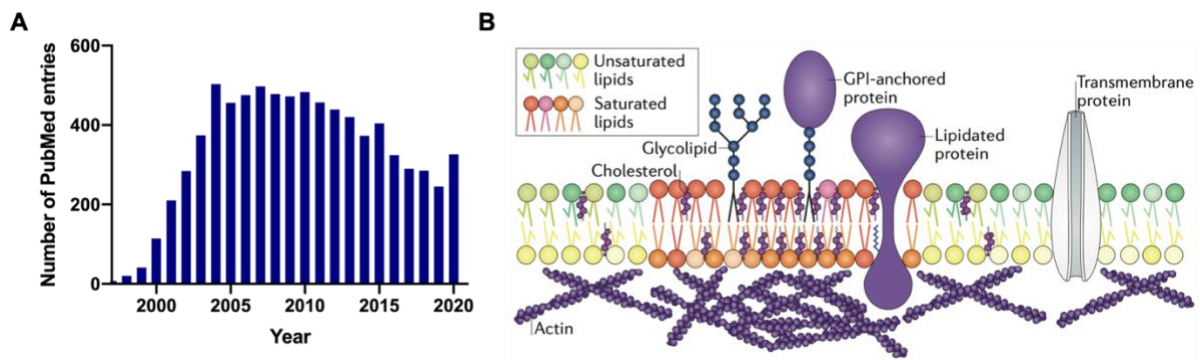 A
Number of PubMed entries
600
400
200
0
2000
2005
2010
2015
2020
Year
B
Unsaturated
lipids
Saturated
lipids
Glycolipid
Cholesterol
GPI-anchored
protein
Lipidated
protein
Transmembrane
protein
Actin